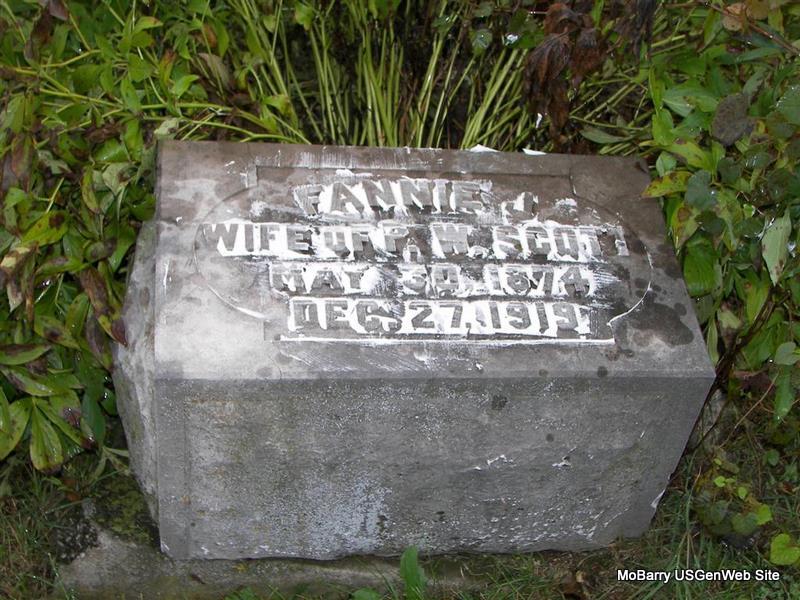 FANNIE J.
WIFE OF P. W. SCOTT
MAY 30, 1874
DEC. 27, 1919
MoBarry USGenWeb Site